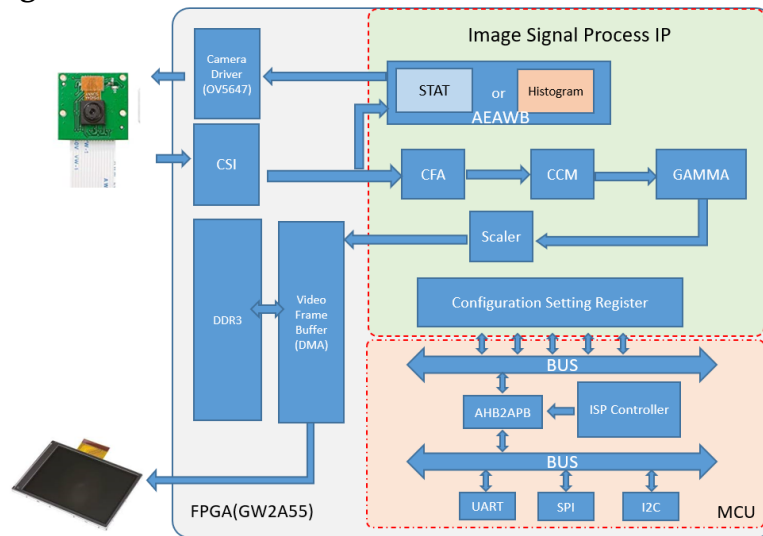 Image Signal Process IP
Camera
Driver
(OV5647)
STAT
or
Histogram
AEAWB
CSI
CFA
CCM
GAMMA
Scaler
DDR3
Video
Frame
Buffer
(DMA)
Configuration Setting Register
BUS
AHB2APB
ISP Controller
BUS
UART
SPI
I2C
FPGA(GW2A55)
MCU